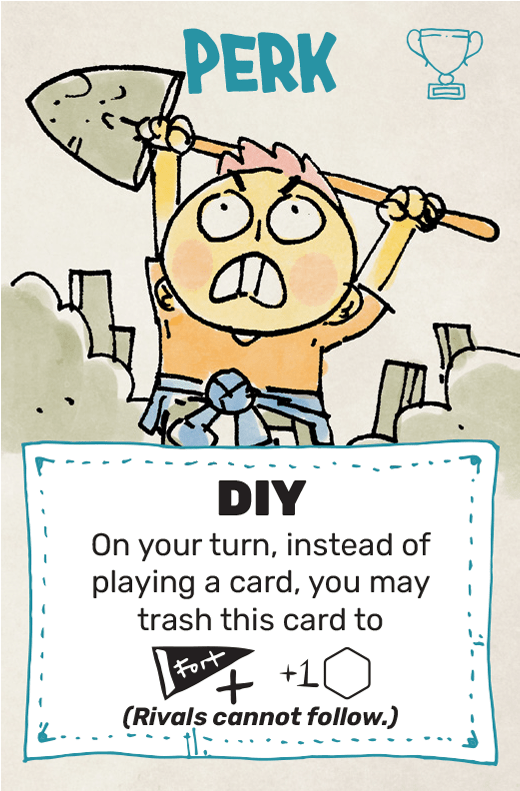 PERK
DIY
On your turn, instead of
playing a card, you may
trash this card to
Fort + +1
(Rivals cannot follow.)